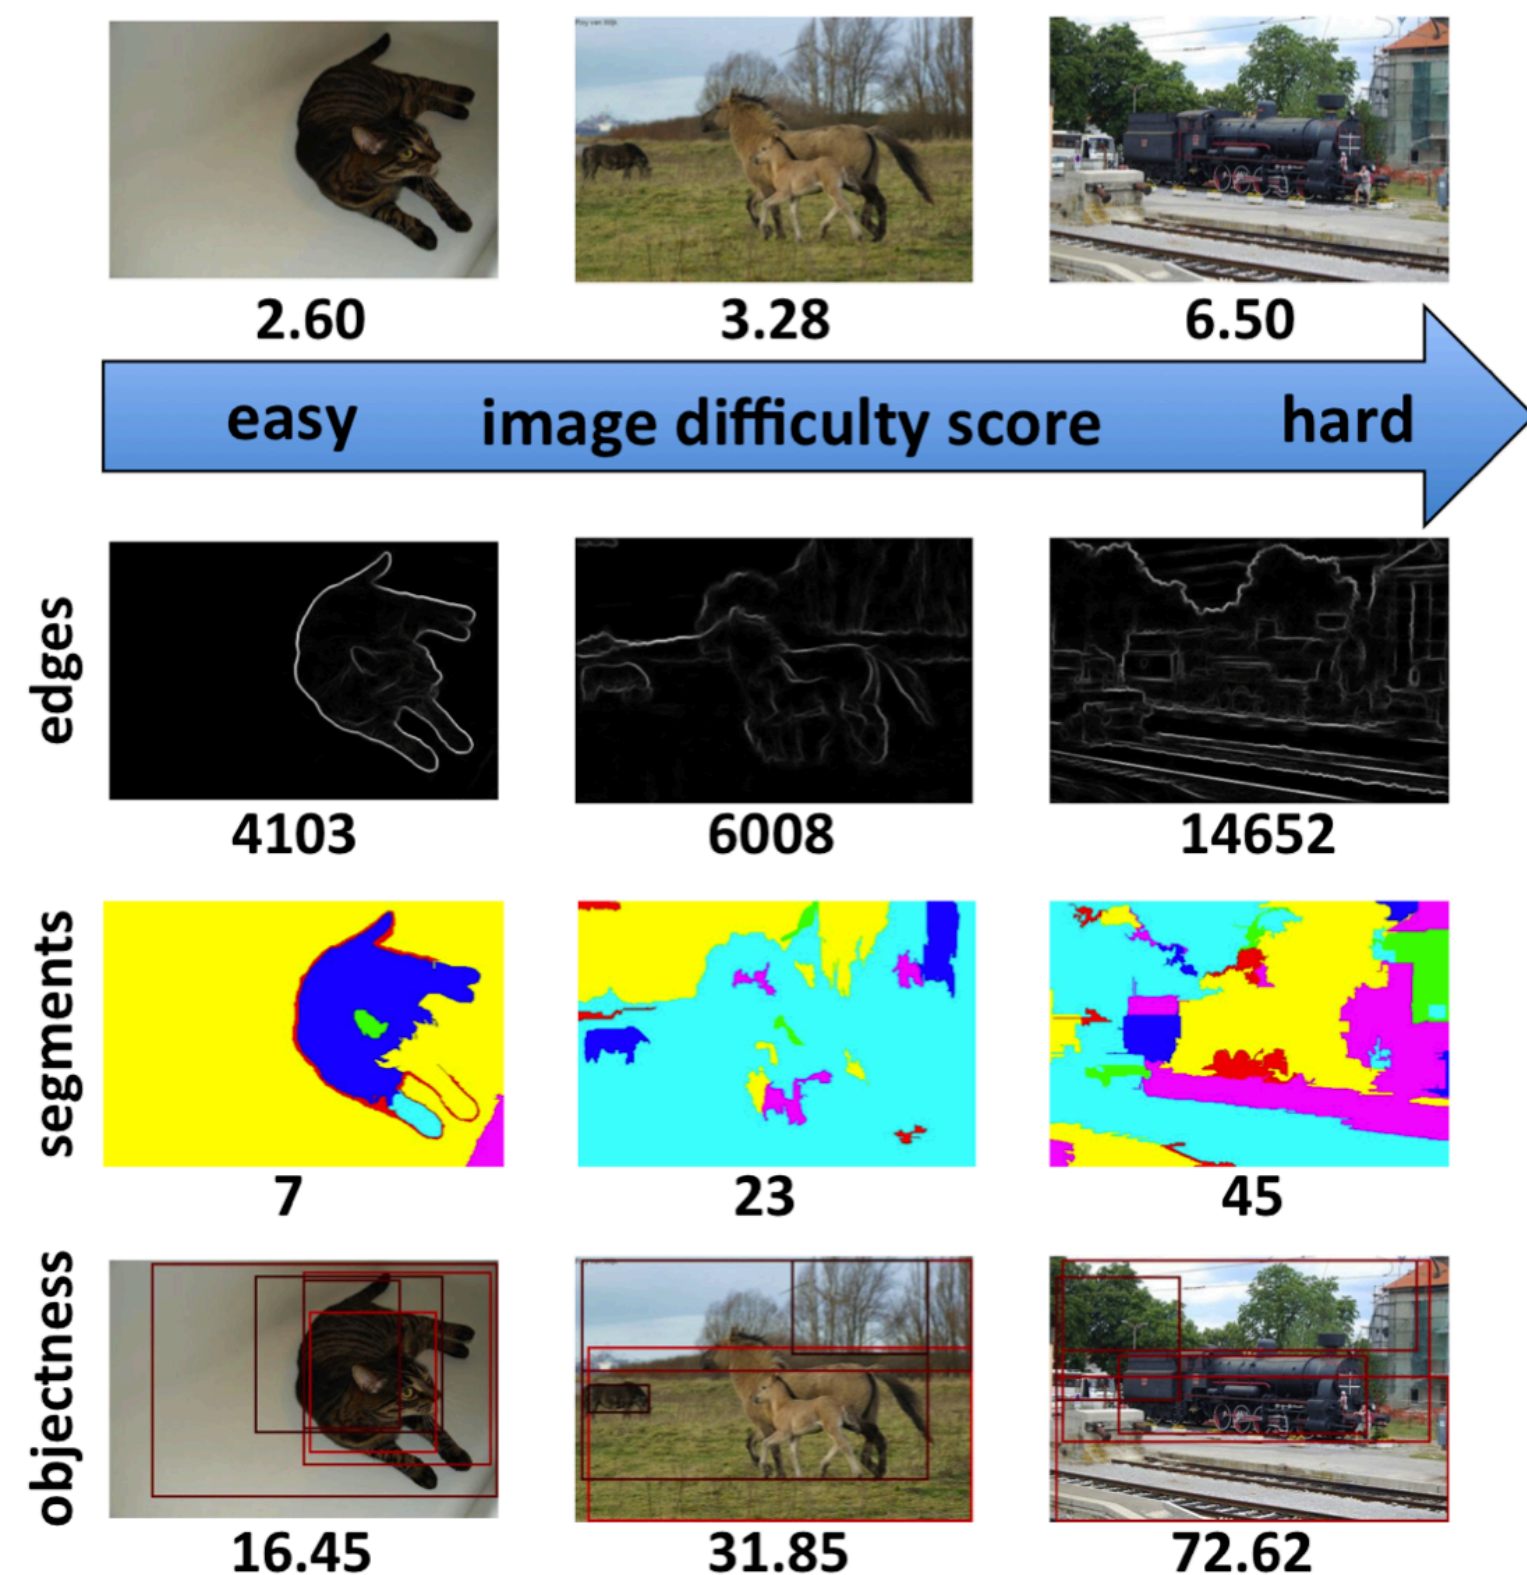 2.60 3.28 6.50
easy image difficulty score hard
edges
4103 6008 14652
segments
7 23 45
objectness
16.45 31.85 72.62